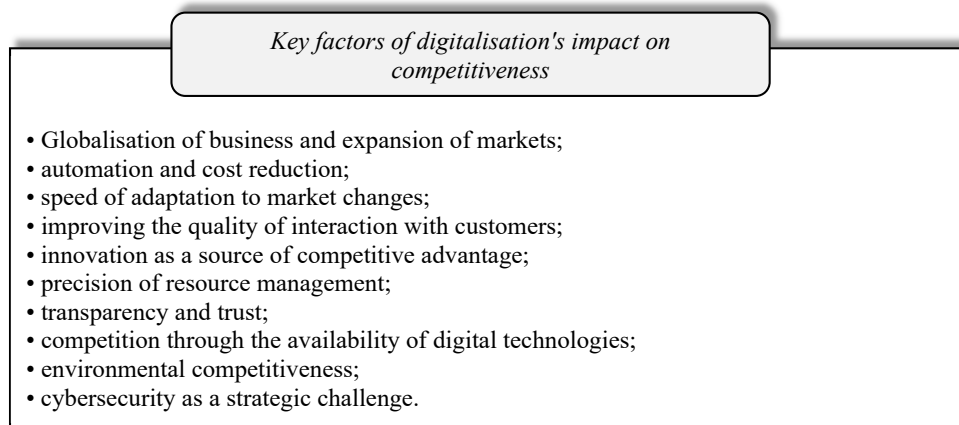 Key factors of digitalisation's impact on
competitiveness
• Globalisation of business and expansion of markets;
• automation and cost reduction;
• speed of adaptation to market changes;
• improving the quality of interaction with customers;
• innovation as a source of competitive advantage;
• precision of resource management;
• transparency and trust;
• competition through the availability of digital technologies;
• environmental competitiveness;
• cybersecurity as a strategic challenge.